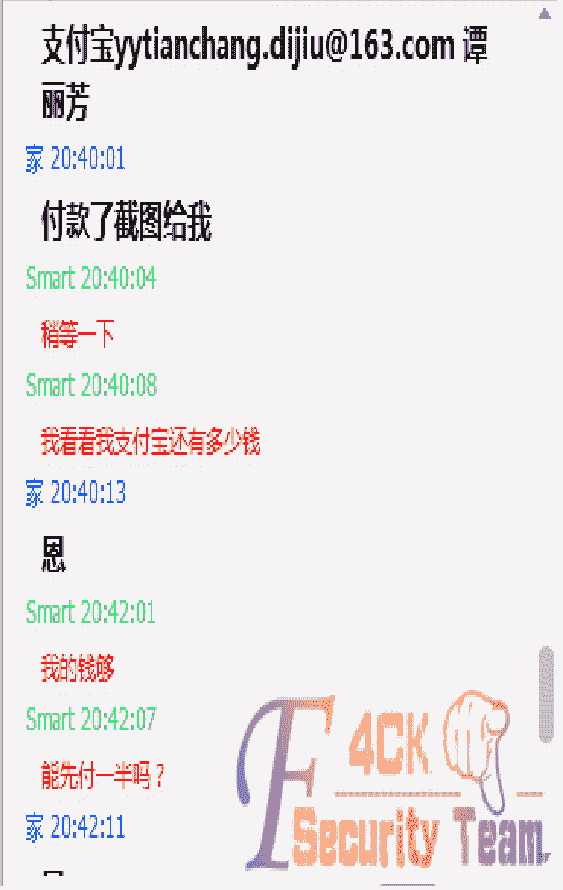 支付宝yytianchang.dijiu@163.com 谭
丽芳
家 20:40:01
付款了截图给我
Smart 20:40:04
稍等一下
Smart 20:40:08
我看看我支付宝还有多少钱
家 20:40:13
恩
Smart 20:42:01
我的钱够
Smart 20:42:07
能先付一半吗？
家 20:42:11
F4CK
Security Team